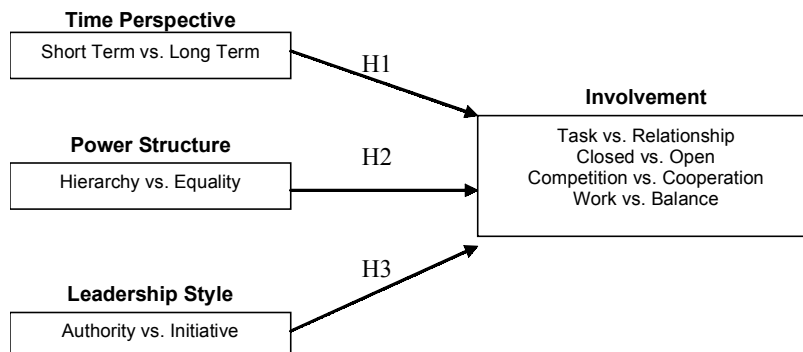 Time Perspective
Short Term vs. Long Term
H1
Power Structure
Hierarchy vs. Equality
H2
Leadership Style
Authority vs. Initiative
H3
Involvement
Task vs. Relationship
Closed vs. Open
Competition vs. Cooperation
Work vs. Balance